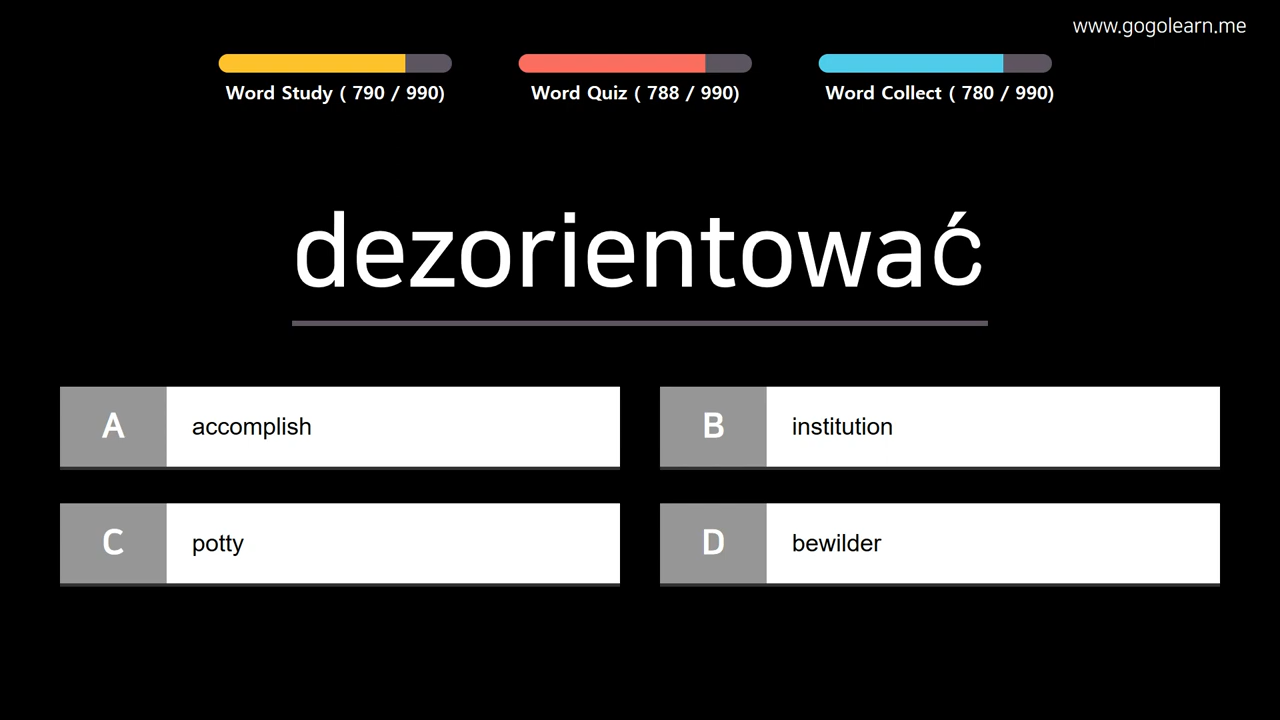 www.gogolearn.me
Word Study ( 790 / 990)
Word Quiz ( 788 / 990)
Word Collect ( 780 / 990)
dezorientować
A accomplish
B institution
C potty
D bewilder